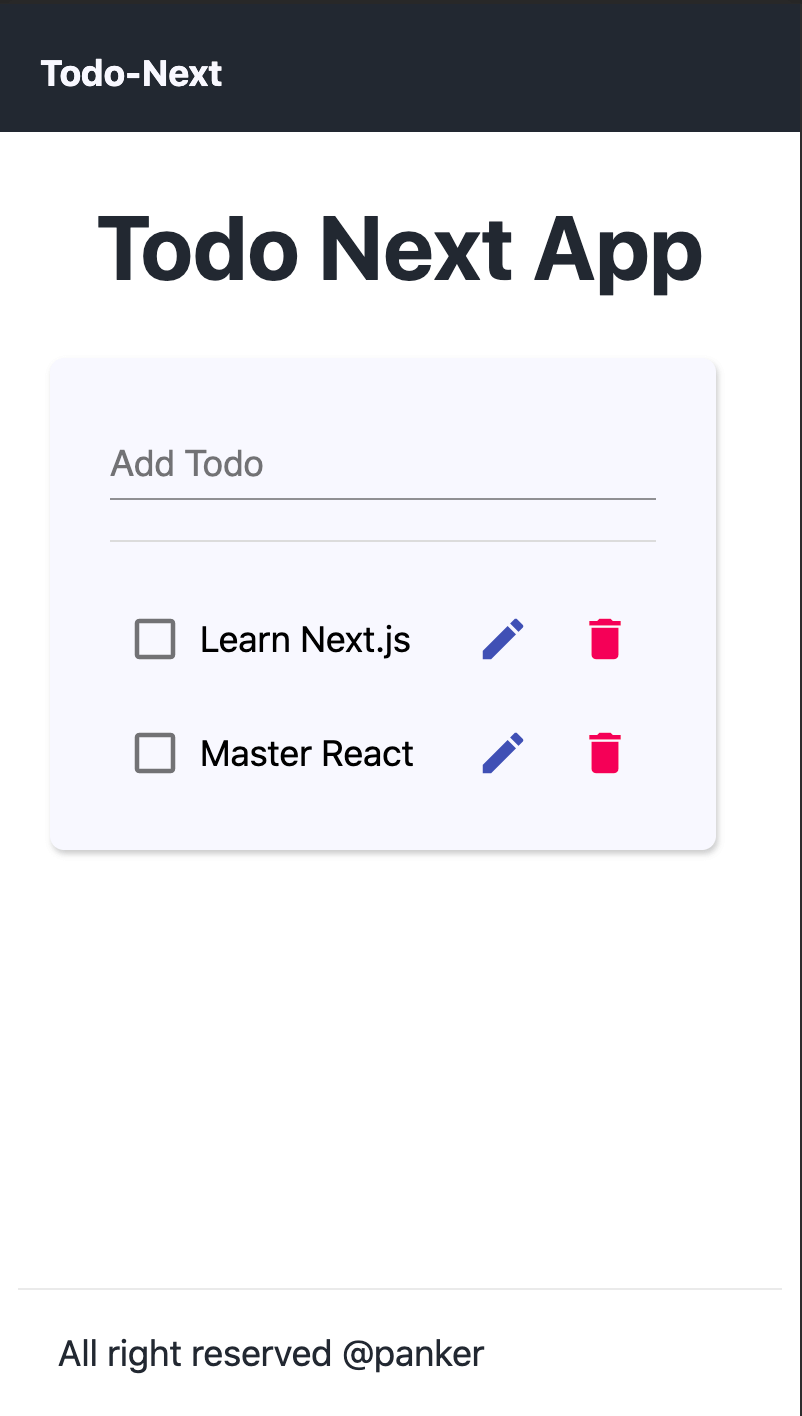 Todo-Next
Todo Next App
Add Todo
Learn Next.js
Master React
All right reserved @panker